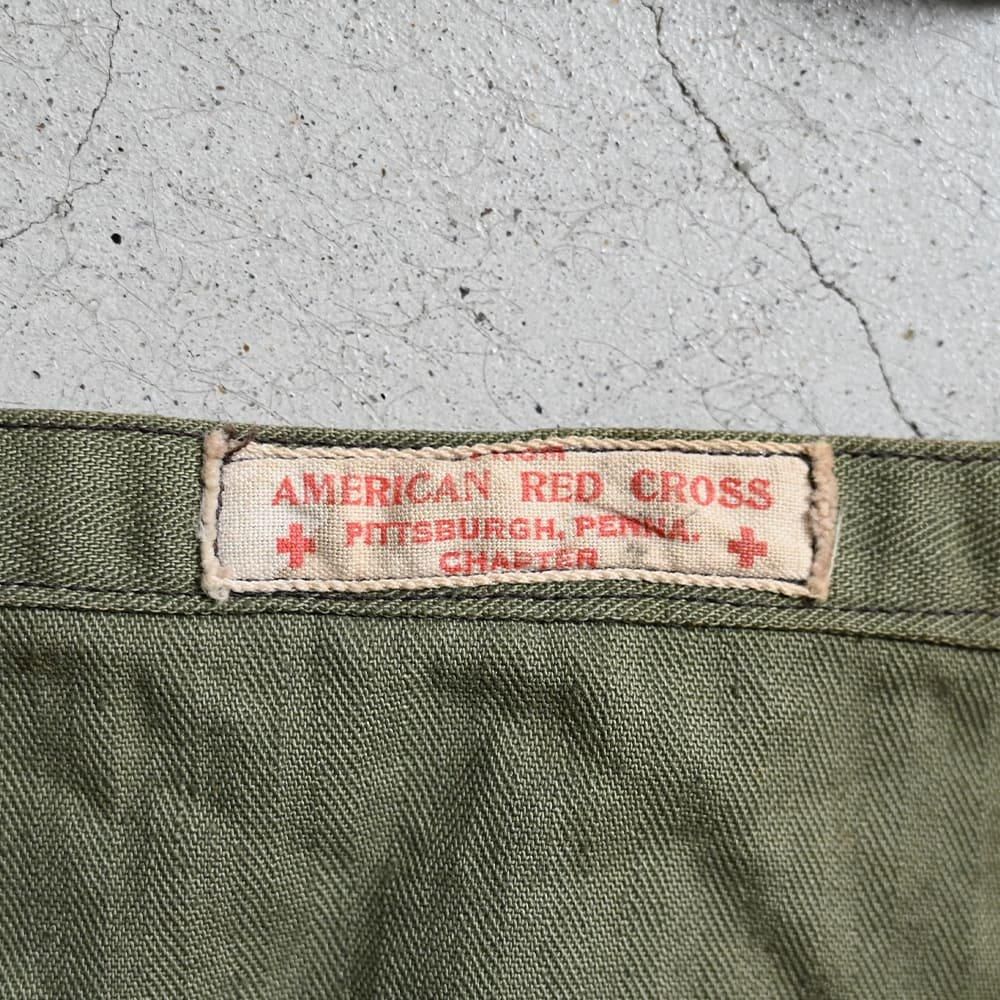 AMERICAN RED CROSS
PITTSBURGH, PENNA.
CHAPTER